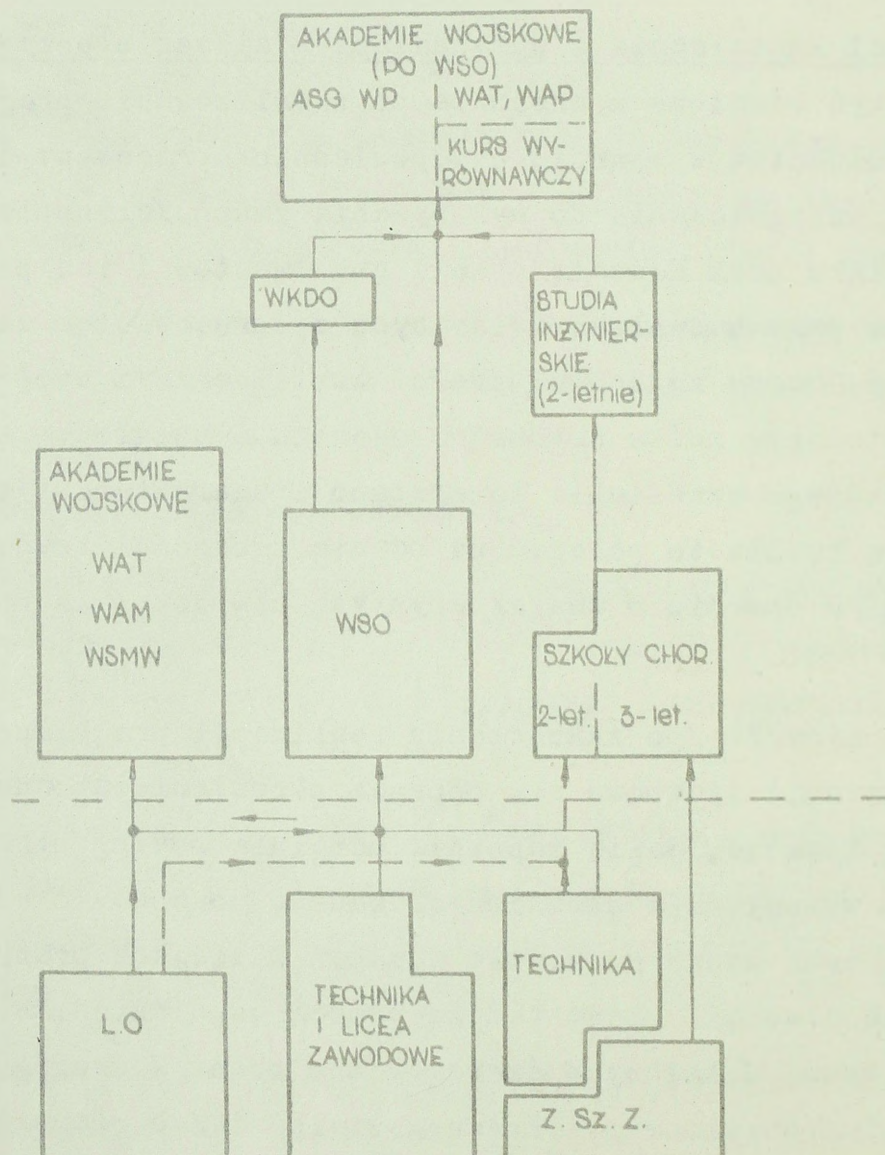 AKADEMIE WOJSKOWE
(PO WSO)
ASG WP WAT, WAP
KURS WY-
RÓWNAWCZY
WKDO
STUDIA
INŻYNIER-
SKIE
(2-letnie)
AKADEMIE
WOJSKOWE
WAT
WAM
WSMW
WSO
SZKOŁY CHOR.
2-let. 3-let.
TECHNIKA
L.O
TECHNIKA
I LICEA
ZAWODOWE
Z. Sz. Z.